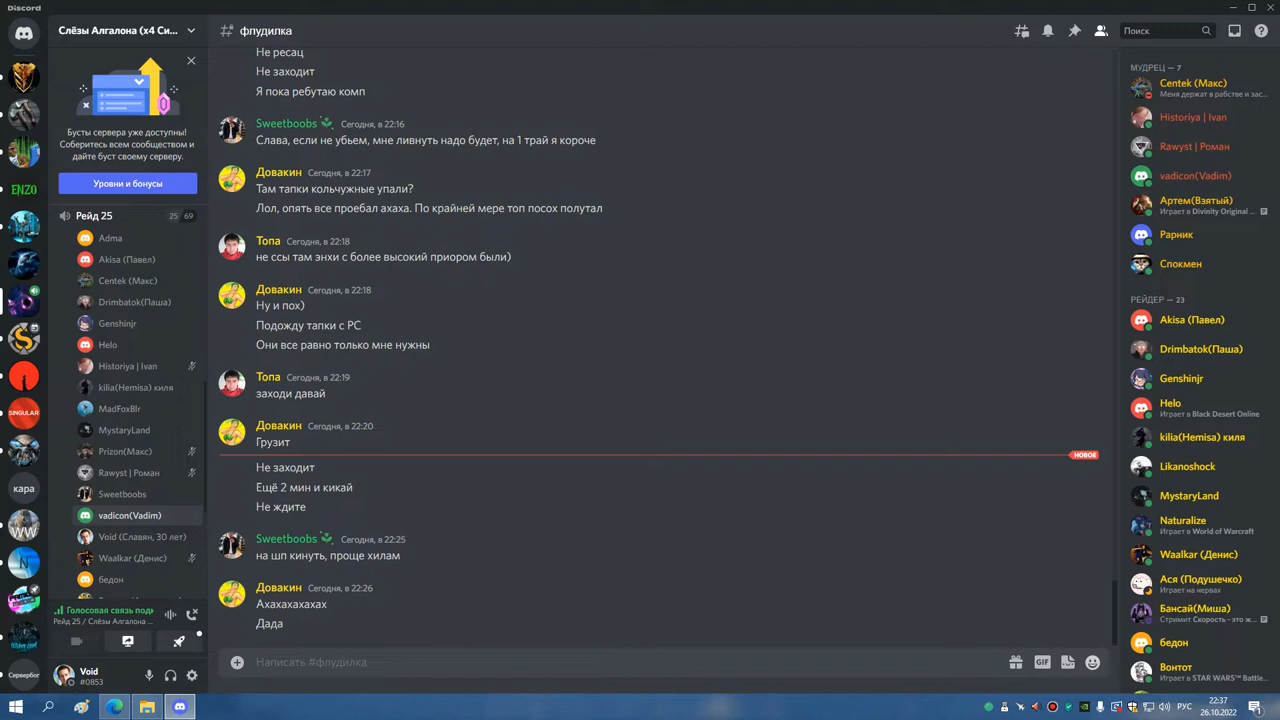 Discord
Слёзы Алгалона (x4 Си...
флудилка
Поиск
Бусты сервера уже доступны!
Соберитесь всем сообществом и
дайте буст своему серверу.
Уровни и бонусы
Рейд 25
25 69
Adma
Akisa (Павел)
Centek (Макс)
Drimbatok(Паша)
Genshinjr
Helo
Historiya | Ivan
kilia(Hemisa) киля
MadFoxBlr
MystaryLand
Prizon(Макс)
Rawyst | Роман
Sweetboobs
vadicon(Vadim)
Void (Славян, 30 лет)
Waalkar (Денис)
бедон
Голосовая связь подк
Рейд 25 / Слёзы Алгалон...
Void
#0853
ENZO
SINGULAR
кара
WW
N
Сервербог
Не ресац
Не заходит
Я пока ребутаю комп
Sweetboobs Сегодня, в 22:16
Слава, если не убьем, мне ливнуть надо будет, на 1 трай я короче
Довакин Сегодня, в 22:17
Там тапки кольчужные упали?
Лол, опять все проебал ахаха. По крайней мере топ посох полутал
Топа Сегодня, в 22:18
не ссы там энхи с более высокий приором были)
Довакин Сегодня, в 22:18
Ну и пох)
Подожду тапки с РС
Они все равно только мне нужны
Топа Сегодня, в 22:19
заходи давай
Довакин Сегодня, в 22:20
Грузит
НОВОЕ
Не заходит
Ещё 2 мин и кикай
Не ждите
Sweetboobs Сегодня, в 22:25
на шп кинуть, проще хилам
Довакин Сегодня, в 22:26
Ахахахахахах
Дада
Написать #флудилка
GIF
МУДРЕЦ — 7
Centek (Макс)
Меня держат в рабстве и зас...
Historiya | Ivan
Rawyst | Роман
vadicon(Vadim)
Артем(Взятый)
Играет в Divinity Original ...
Рарник
Спокмен
РЕЙДЕР — 23
Akisa (Павел)
Drimbatok(Паша)
Genshinjr
Helo
Играет в Black Desert Online
kilia(Hemisa) киля
Likanoshock
MystaryLand
Naturalize
Играет в World of Warcraft
Waalkar (Денис)
Ася (Подушечко)
Играет на нервах
Бансай(Миша)
Стримит Скорость - это ж...
бедон
Вонтот
Играет в STAR WARS™ Battle...
РУС
22:37
26.10.2022